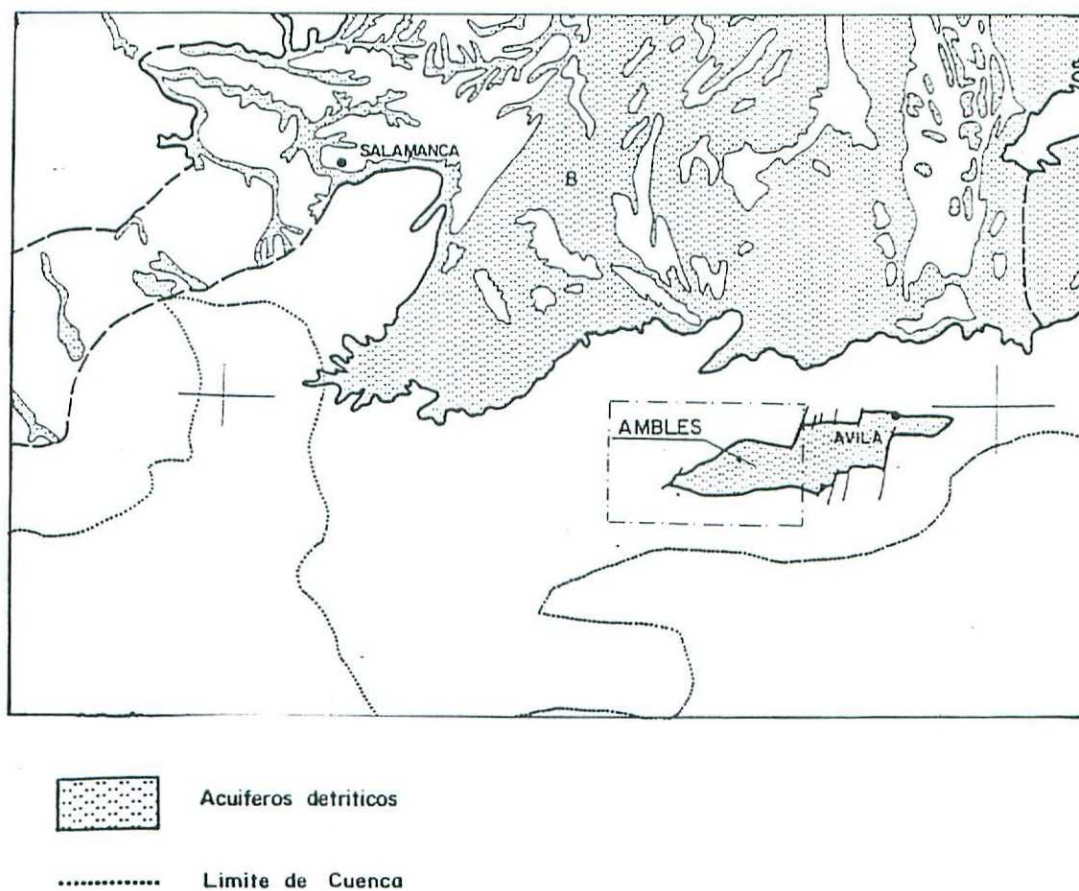 SALAMANCA
B
AMBLES
AVILA
Acuiferos detriticos
Limite de Cuenca